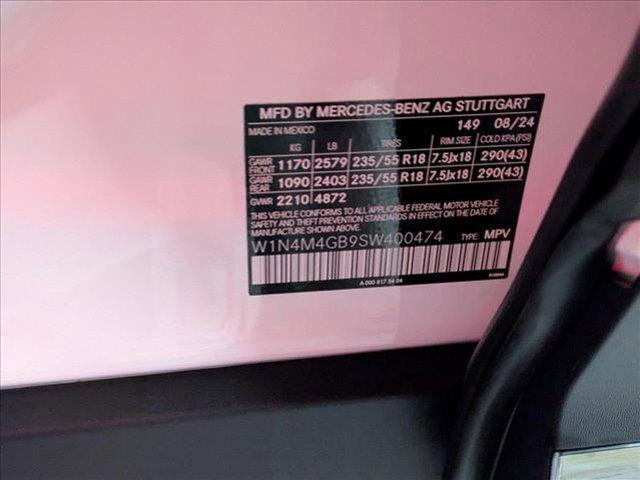 MFD BY MERCEDES-BENZ AG STUTTGART
MADE IN MEXICO 149 08/24
KG LB TIRES RIM SIZE COLD KPA(PSI)
GAWR FRONT 1170 2579 235/55 R18 7.5Jx18 290(43)
GAWR REAR 1090 2403 235/55 R18 7.5Jx18 290(43)
GVWR 2210 4872
THIS VEHICLE CONFORMS TO ALL APPLICABLE FEDERAL MOTOR VEHICLE
SAFETY AND THEFT PREVENTION STANDARDS IN EFFECT ON THE DATE OF
MANUFACTURE SHOWN ABOVE.
W1N4M4GB9SW400474 TYPE: MPV
A 000 817 54 04